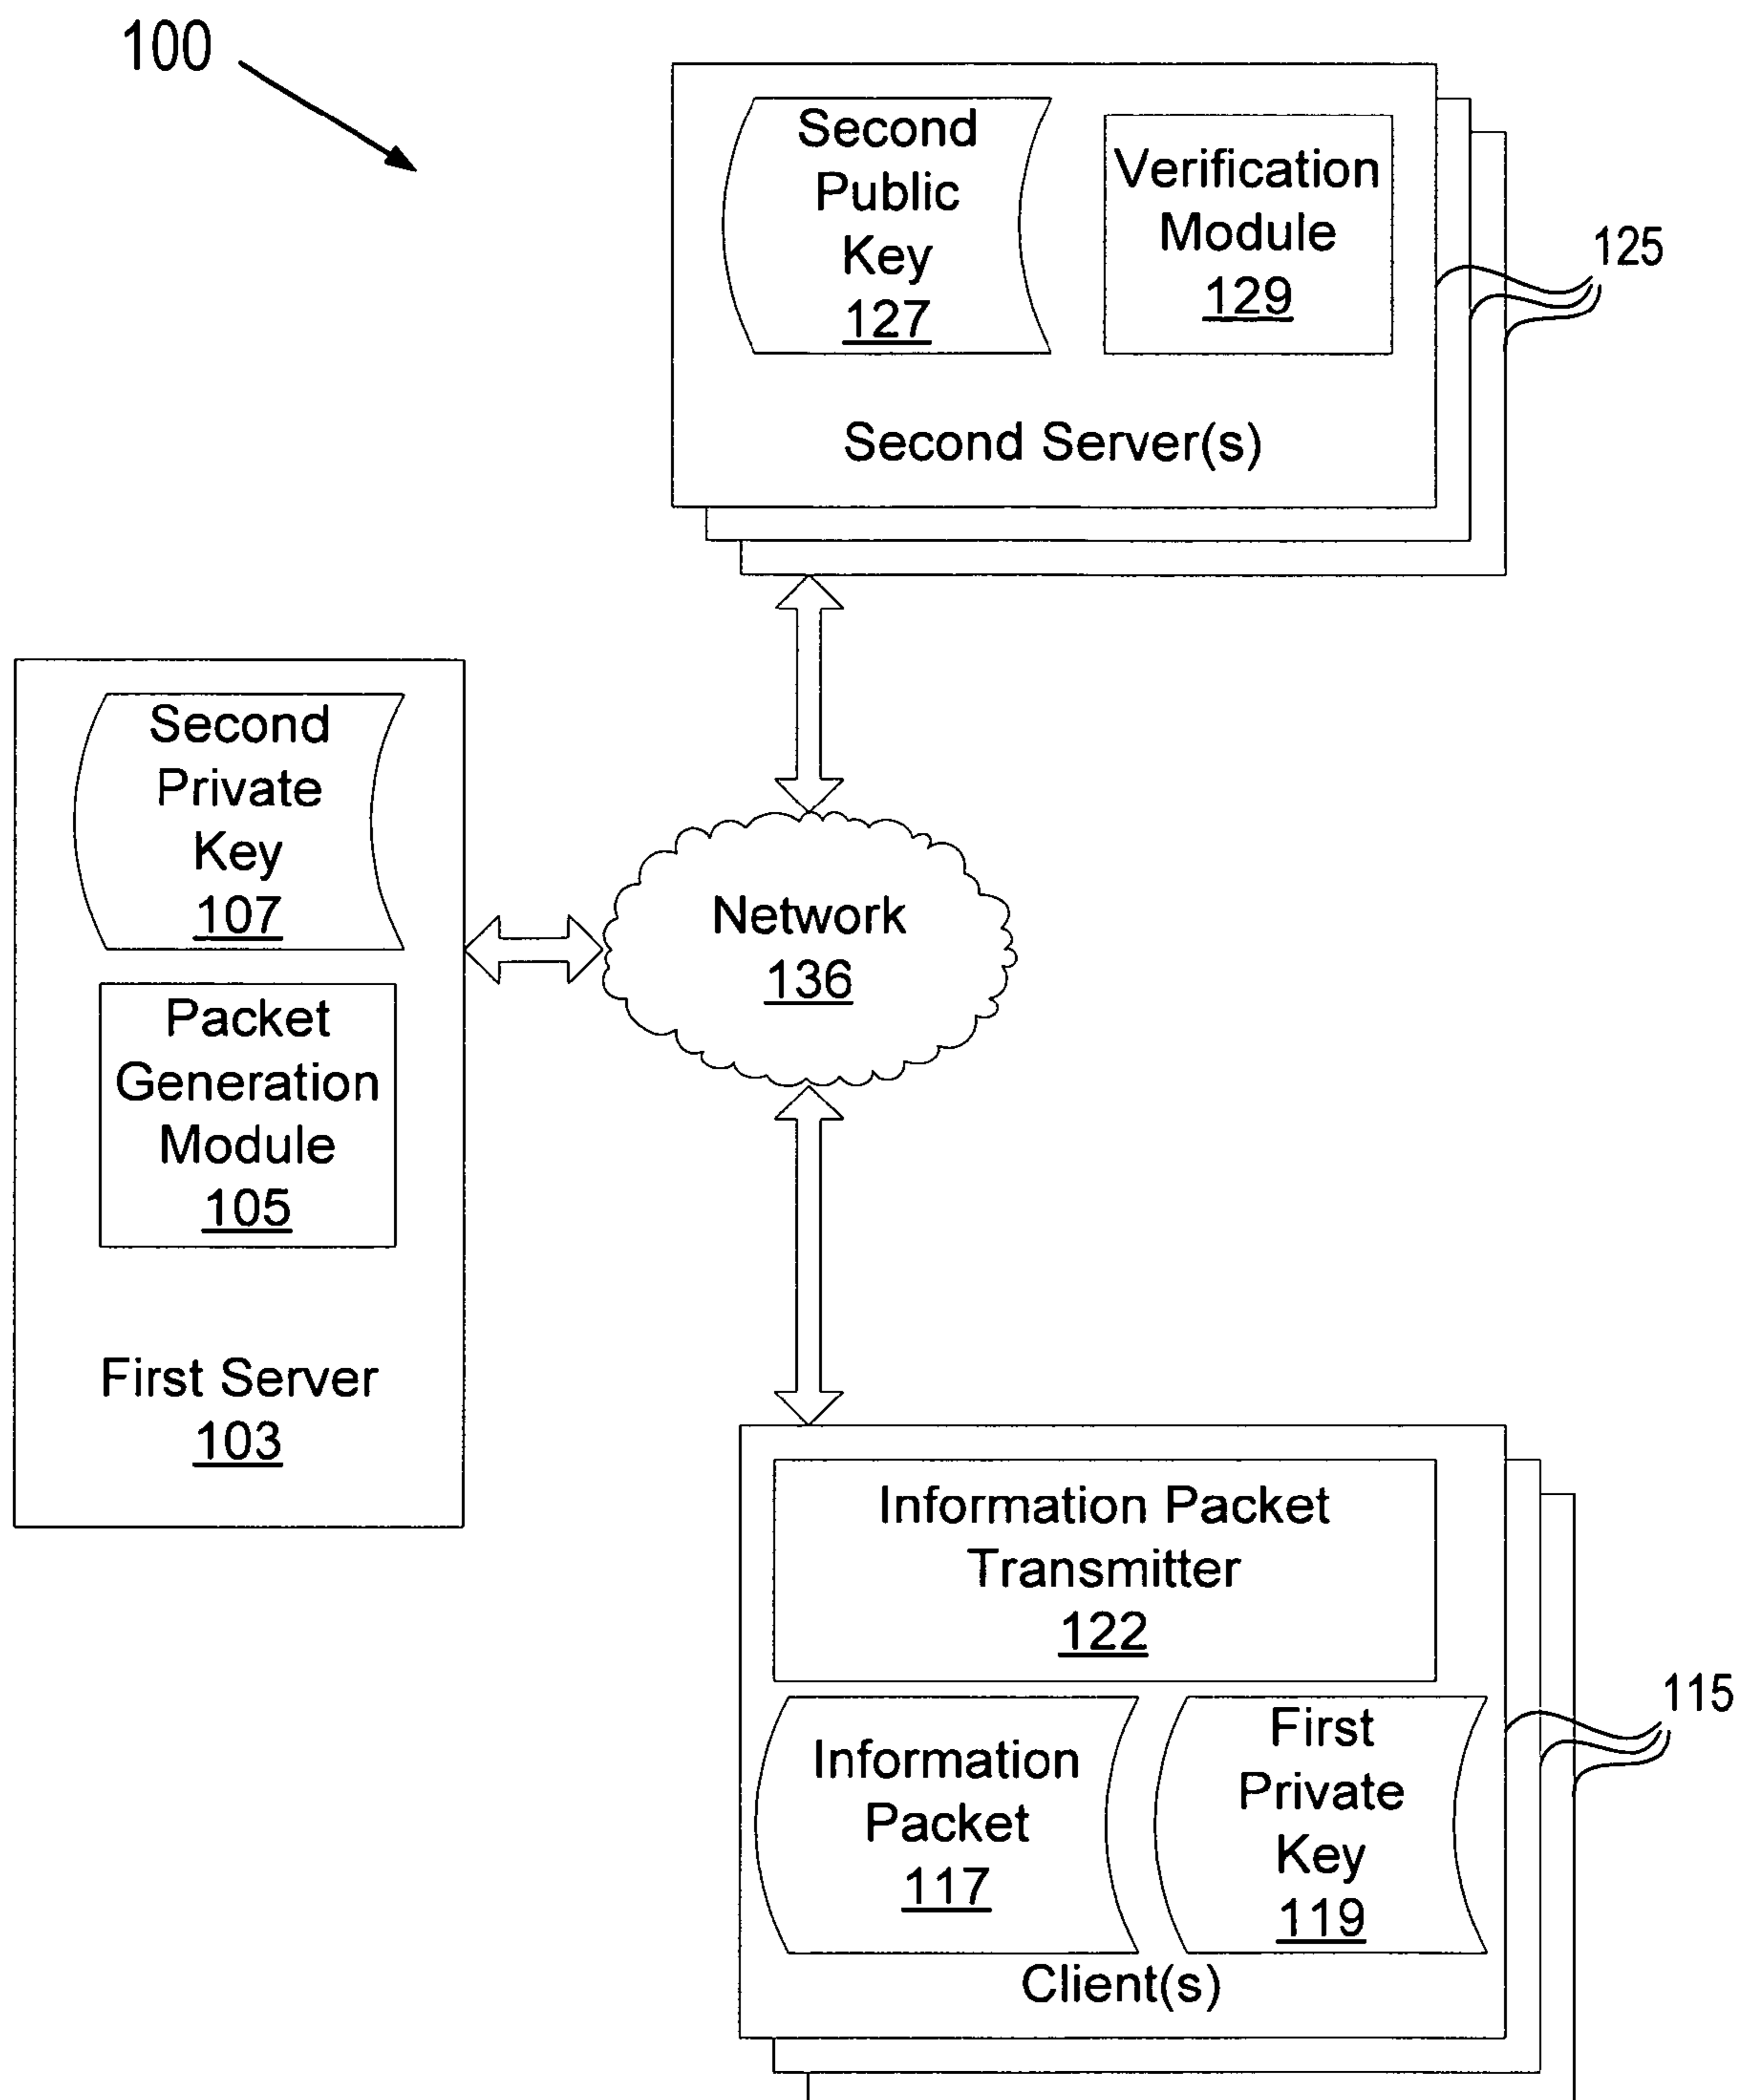 100
Second
Public
Key
127
Verification
Module
129
125
Second Server(s)
Second
Private
Key
107
Packet
Generation
Module
105
First Server
103
Network
136
Information Packet
Transmitter
122
Information
Packet
117
First
Private
Key
119
115
Client(s)